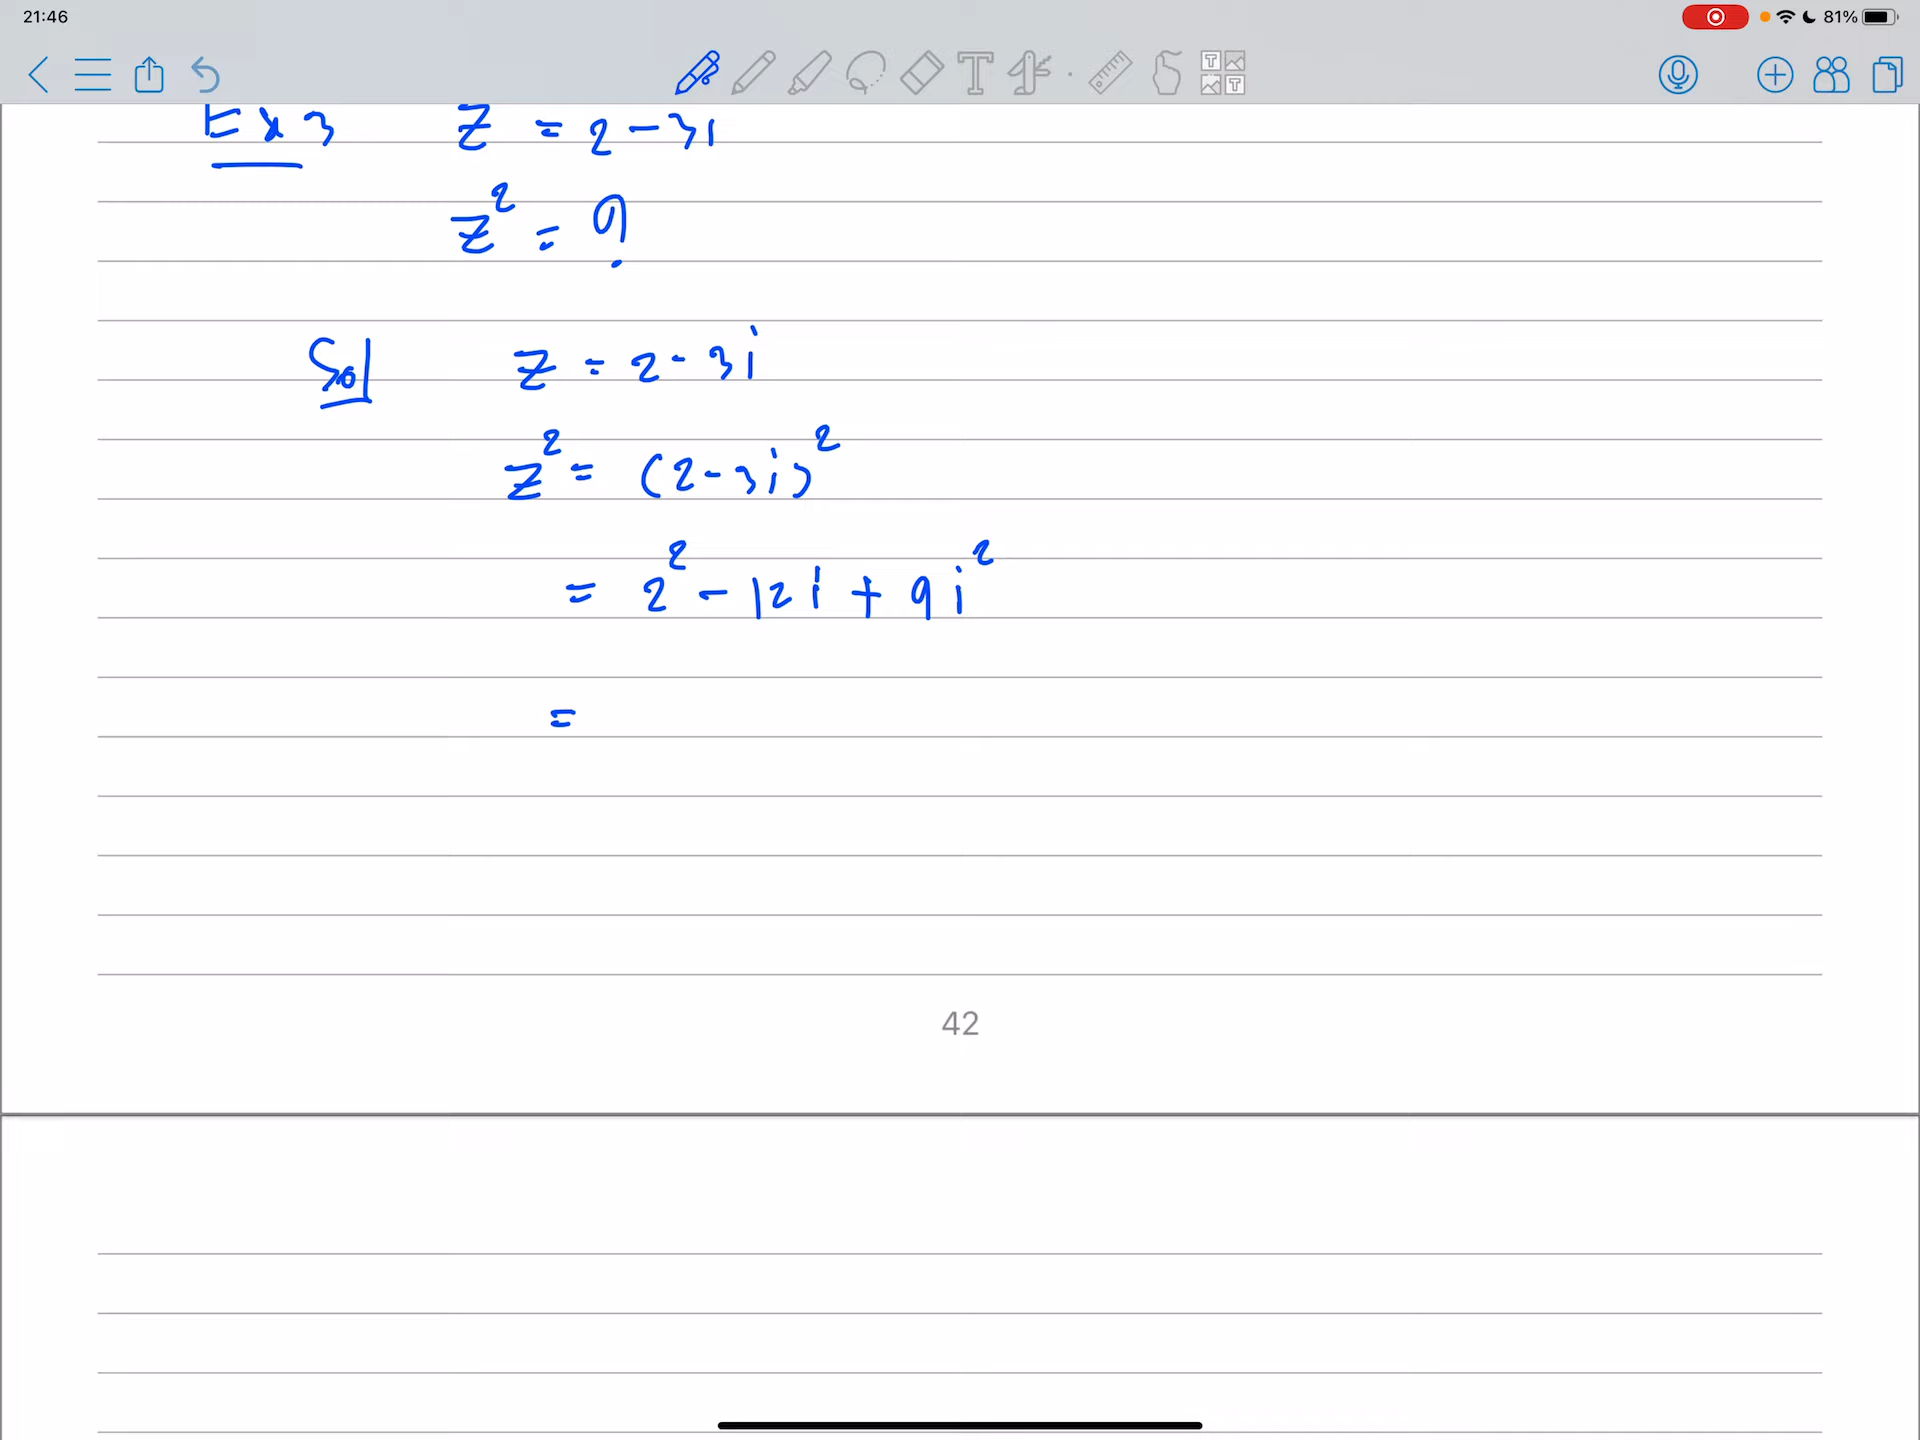 21:46
81%
Ex 3 z = 2 - 3i
z² = ?
Sol z = 2 - 3i
z² = (2 - 3i)²
= 2² - 12i + 9i²
=
42